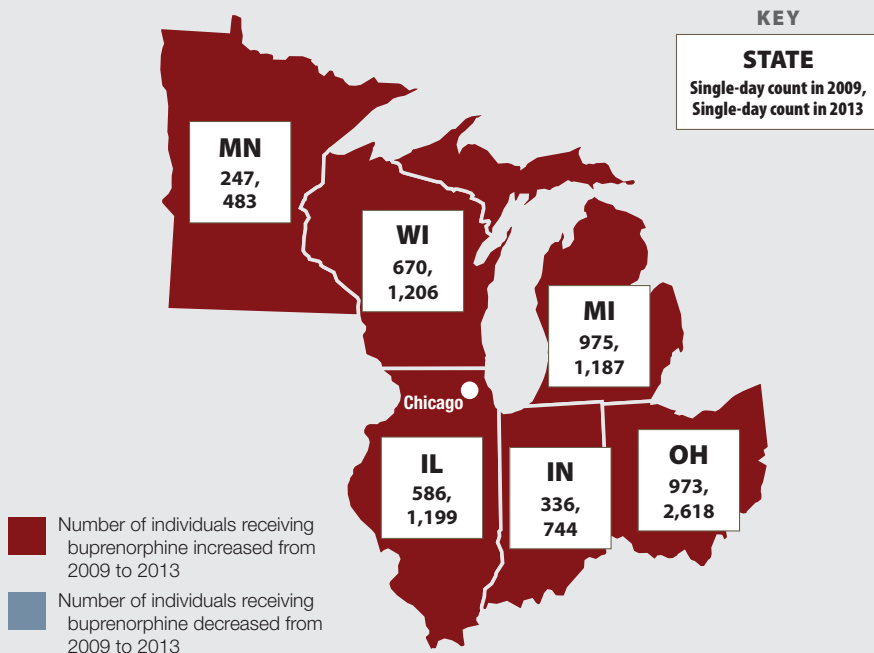 KEY
STATE
Single-day count in 2009,
Single-day count in 2013
MN
247,
483
WI
670,
1,206
MI
975,
1,187
Chicago
IL
586,
1,199
IN
336,
744
OH
973,
2,618
Number of individuals receiving
buprenorphine increased from
2009 to 2013
Number of individuals receiving
buprenorphine decreased from
2009 to 2013